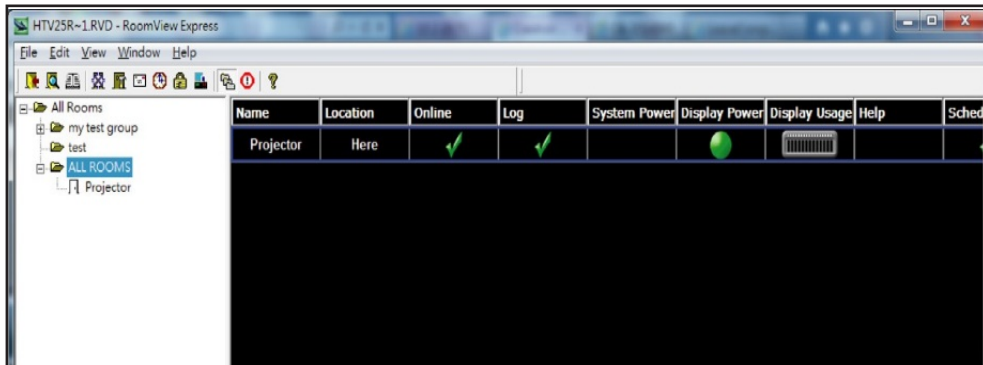 HTV25R~1.RVD - RoomView Express
File Edit View Window Help
All Rooms
my test group
test
ALL ROOMS
Projector
Name Location Online Log System Power Display Power Display Usage Help Sched
Projector Here